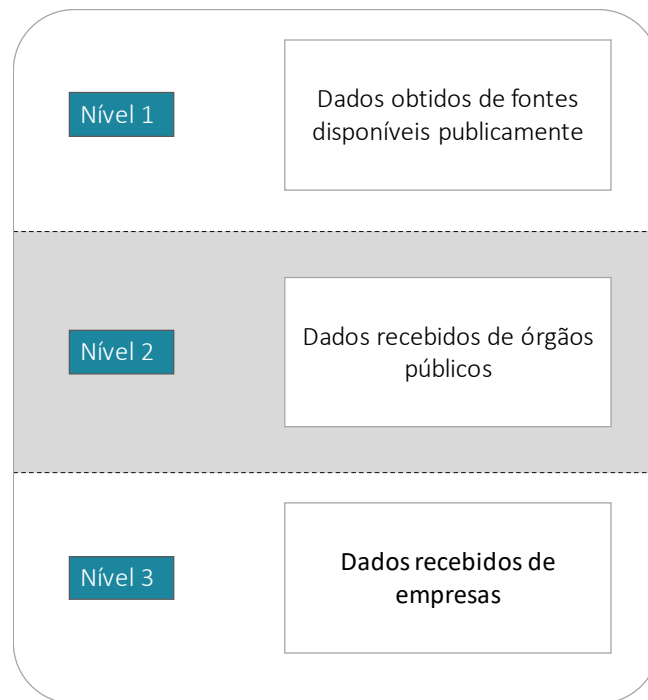 Nível 1
Dados obtidos de fontes
disponíveis publicamente
Nível 2
Dados recebidos de órgãos
públicos
Nível 3
Dados recebidos de
empresas